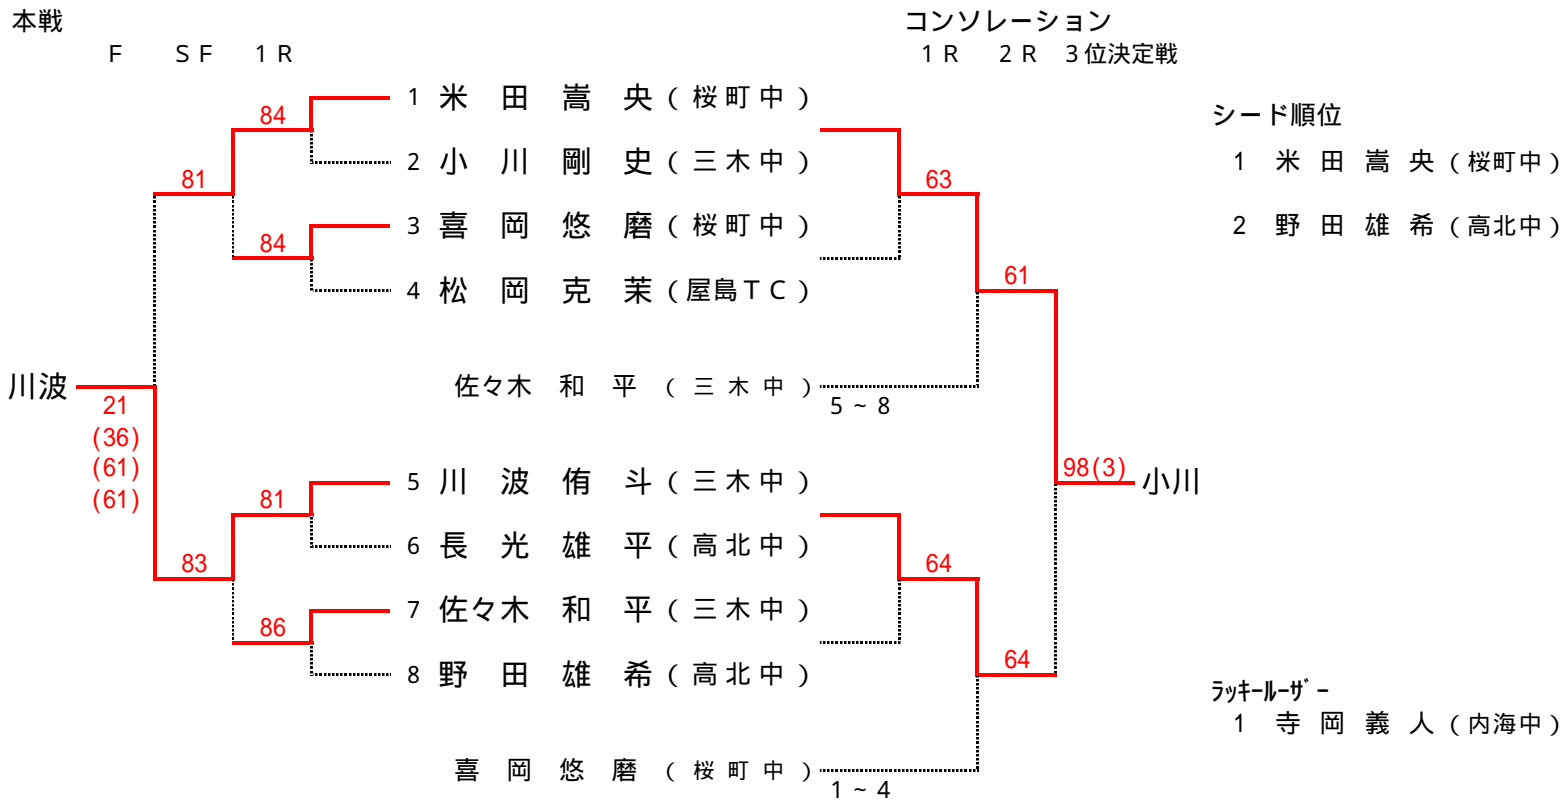 本戦 コンソレーション
Ｆ ＳＦ １Ｒ １Ｒ ２Ｒ ３位決定戦
1 米田嵩央（桜町中）
84
シード順位
2 小川剛史（三木中） 1 米田嵩央（桜町中）
81 63
3 喜岡悠磨（桜町中） 2 野田雄希（高北中）
84
4 松岡克茉（屋島ＴＣ） 61
川波 佐々木和平（三木中） 5～8
21
(36)
(61) 98(3)
5 川波侑斗（三木中） 小川
(61) 81
6 長光雄平（高北中）
83 64
7 佐々木和平（三木中）
86
8 野田雄希（高北中） 64
ﾗｯｷｰﾙｰｻﾞｰ
1 寺岡義人（内海中）
喜岡悠磨（桜町中） 1～4